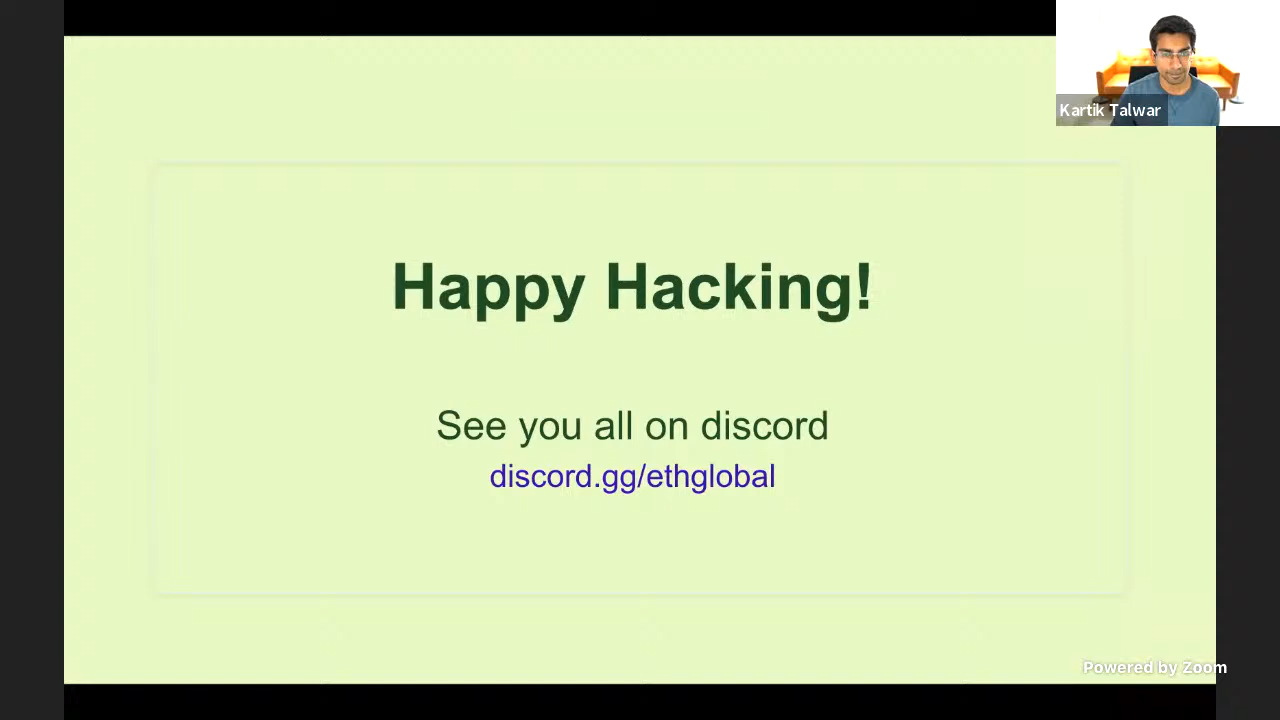 Kartik Talwar
Happy Hacking!
See you all on discord
discord.gg/ethglobal
Powered by Zoom